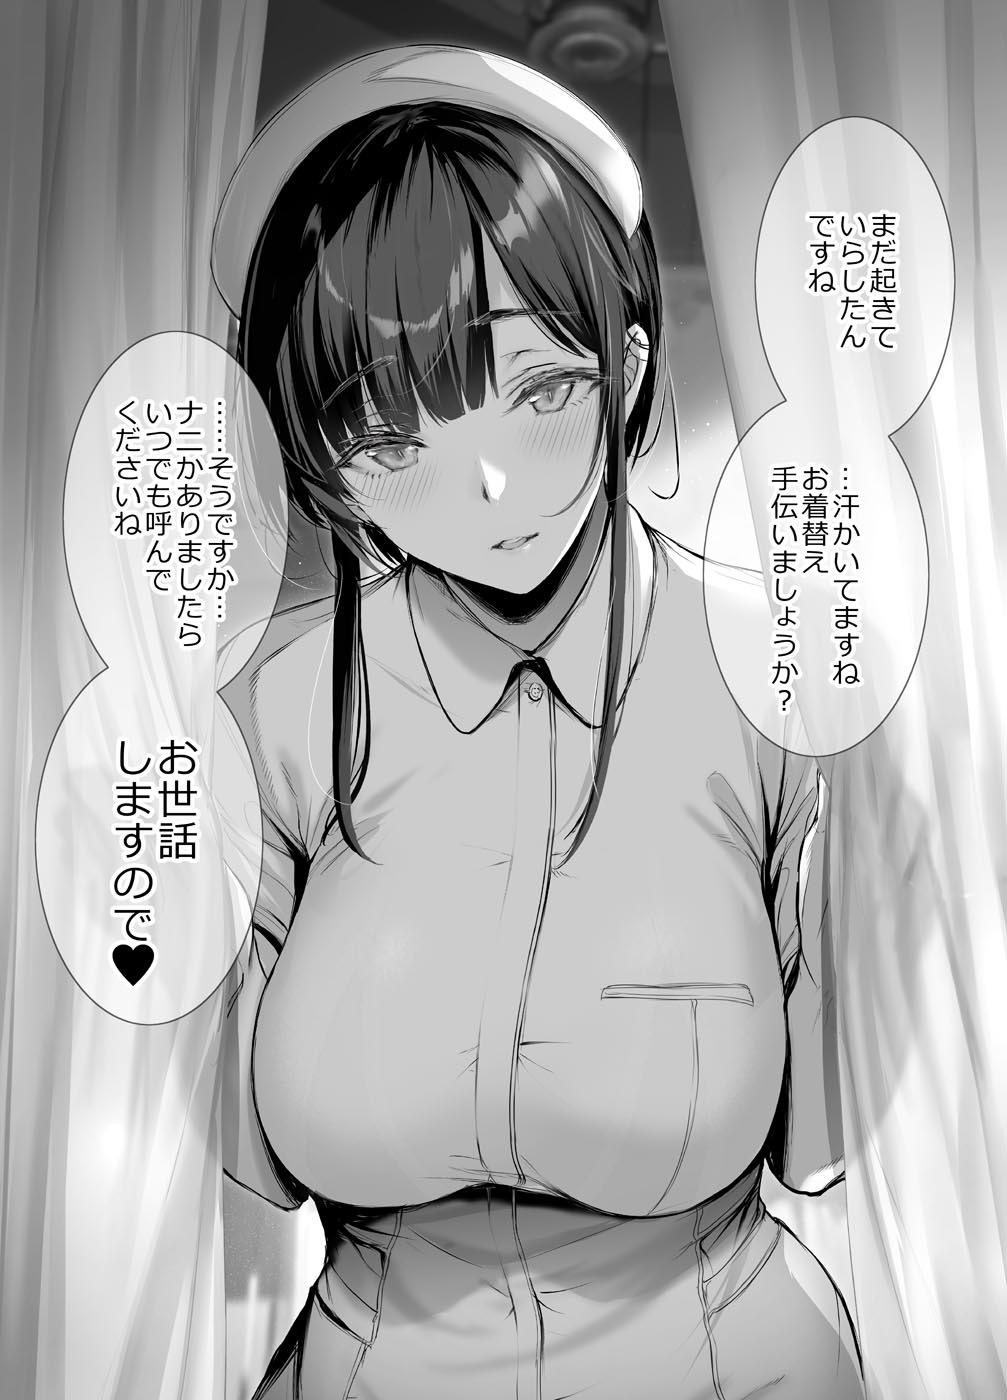 まだ起きて
いらしたん
ですね
…汗かいてますね
お着替え
手伝いましょうか？
……そうですか…
ナニかありましたら
いつでも呼んで
くださいね
お世話
しますので♥